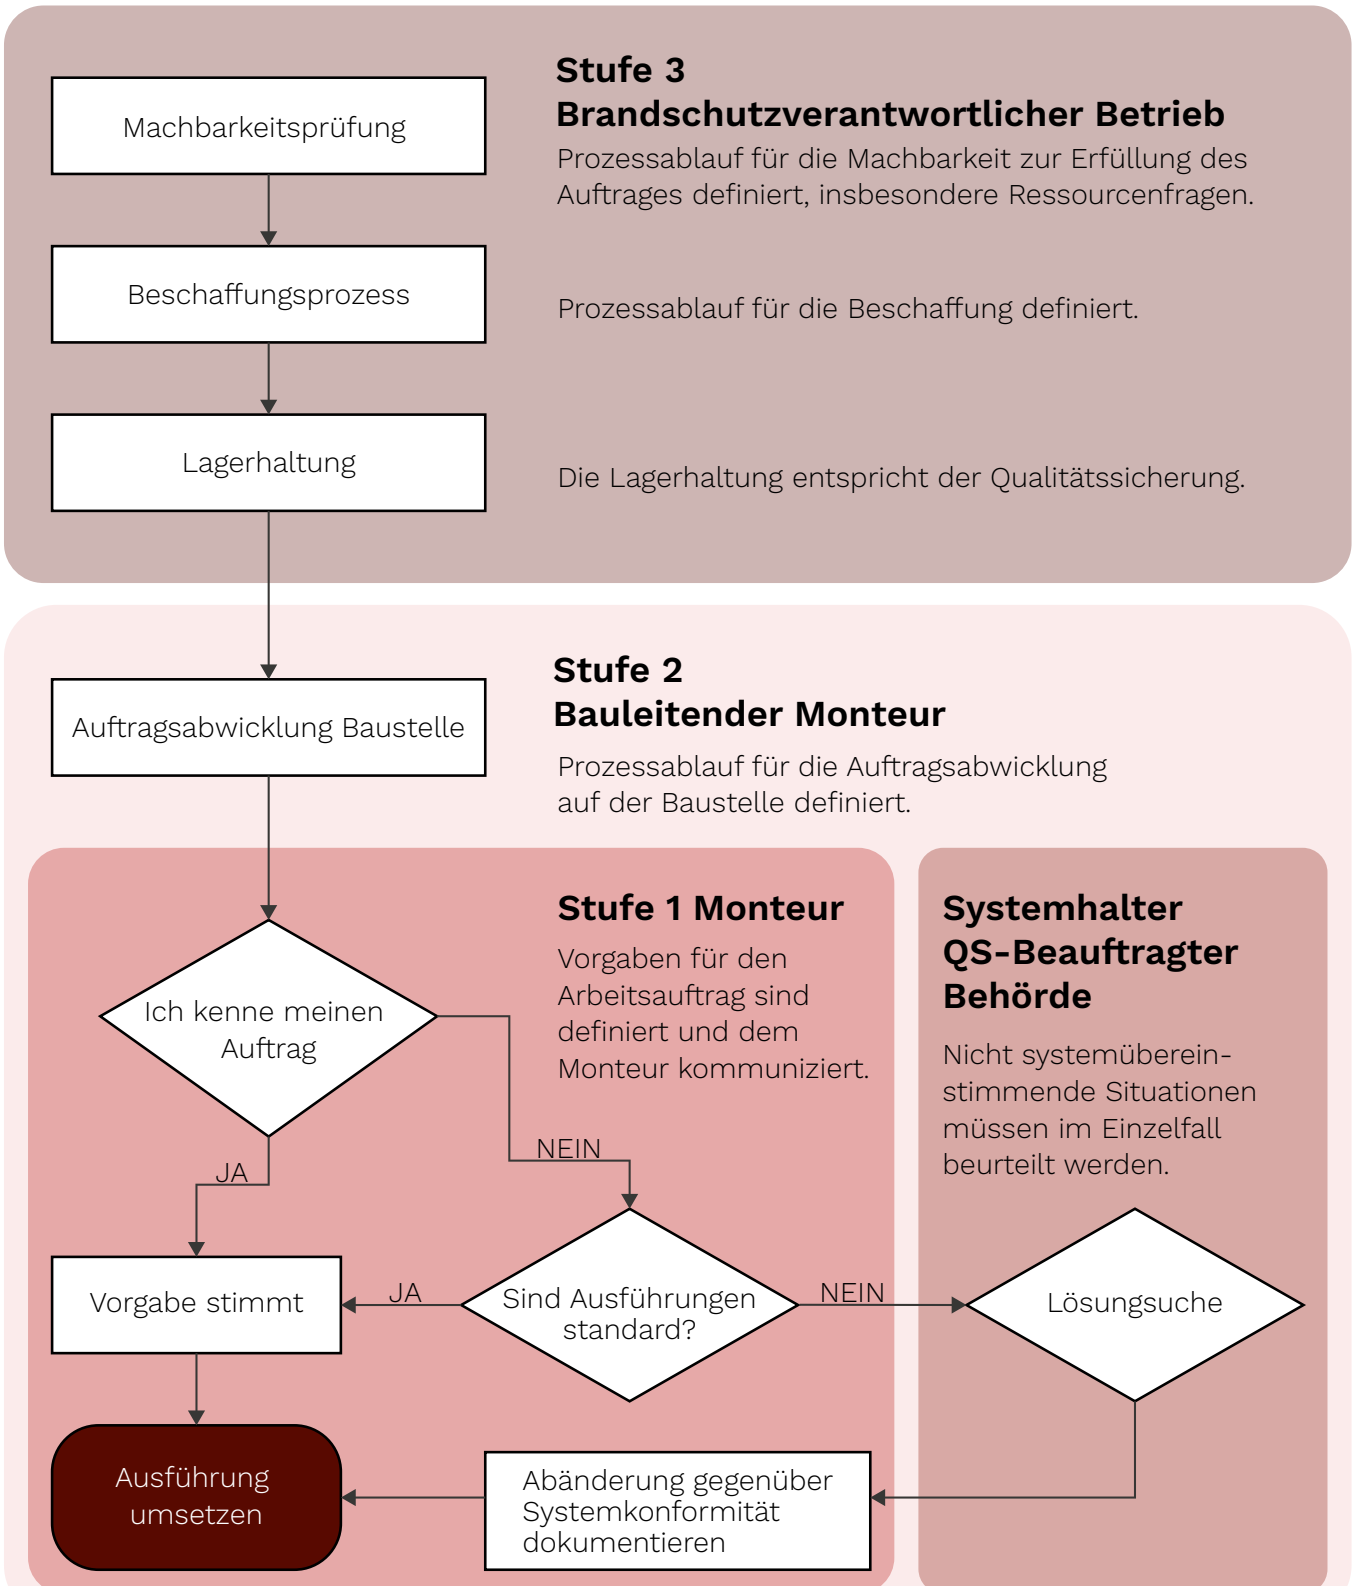 Stufe 3
Brandschutzverantwortlicher Betrieb
Machbarkeitsprüfung
Prozessablauf für die Machbarkeit zur Erfüllung des
Auftrages definiert, insbesondere Ressourcenfragen.
Beschaffungsprozess
Prozessablauf für die Beschaffung definiert.
Lagerhaltung
Die Lagerhaltung entspricht der Qualitätssicherung.
Stufe 2
Bauleitender Monteur
Auftragsabwicklung Baustelle
Prozessablauf für die Auftragsabwicklung
auf der Baustelle definiert.
Stufe 1 Monteur
Vorgaben für den
Arbeitsauftrag sind
definiert und dem
Monteur kommuniziert.
Systemhalter
QS-Beauftragter
Behörde
Nicht systemüberein-
stimmende Situationen
müssen im Einzelfall
beurteilt werden.
Ich kenne meinen
Auftrag
JA
NEIN
Vorgabe stimmt
JA
Sind Ausführungen
standard?
NEIN
Lösungsuche
Ausführung
umsetzen
Abänderung gegenüber
Systemkonformität
dokumentieren